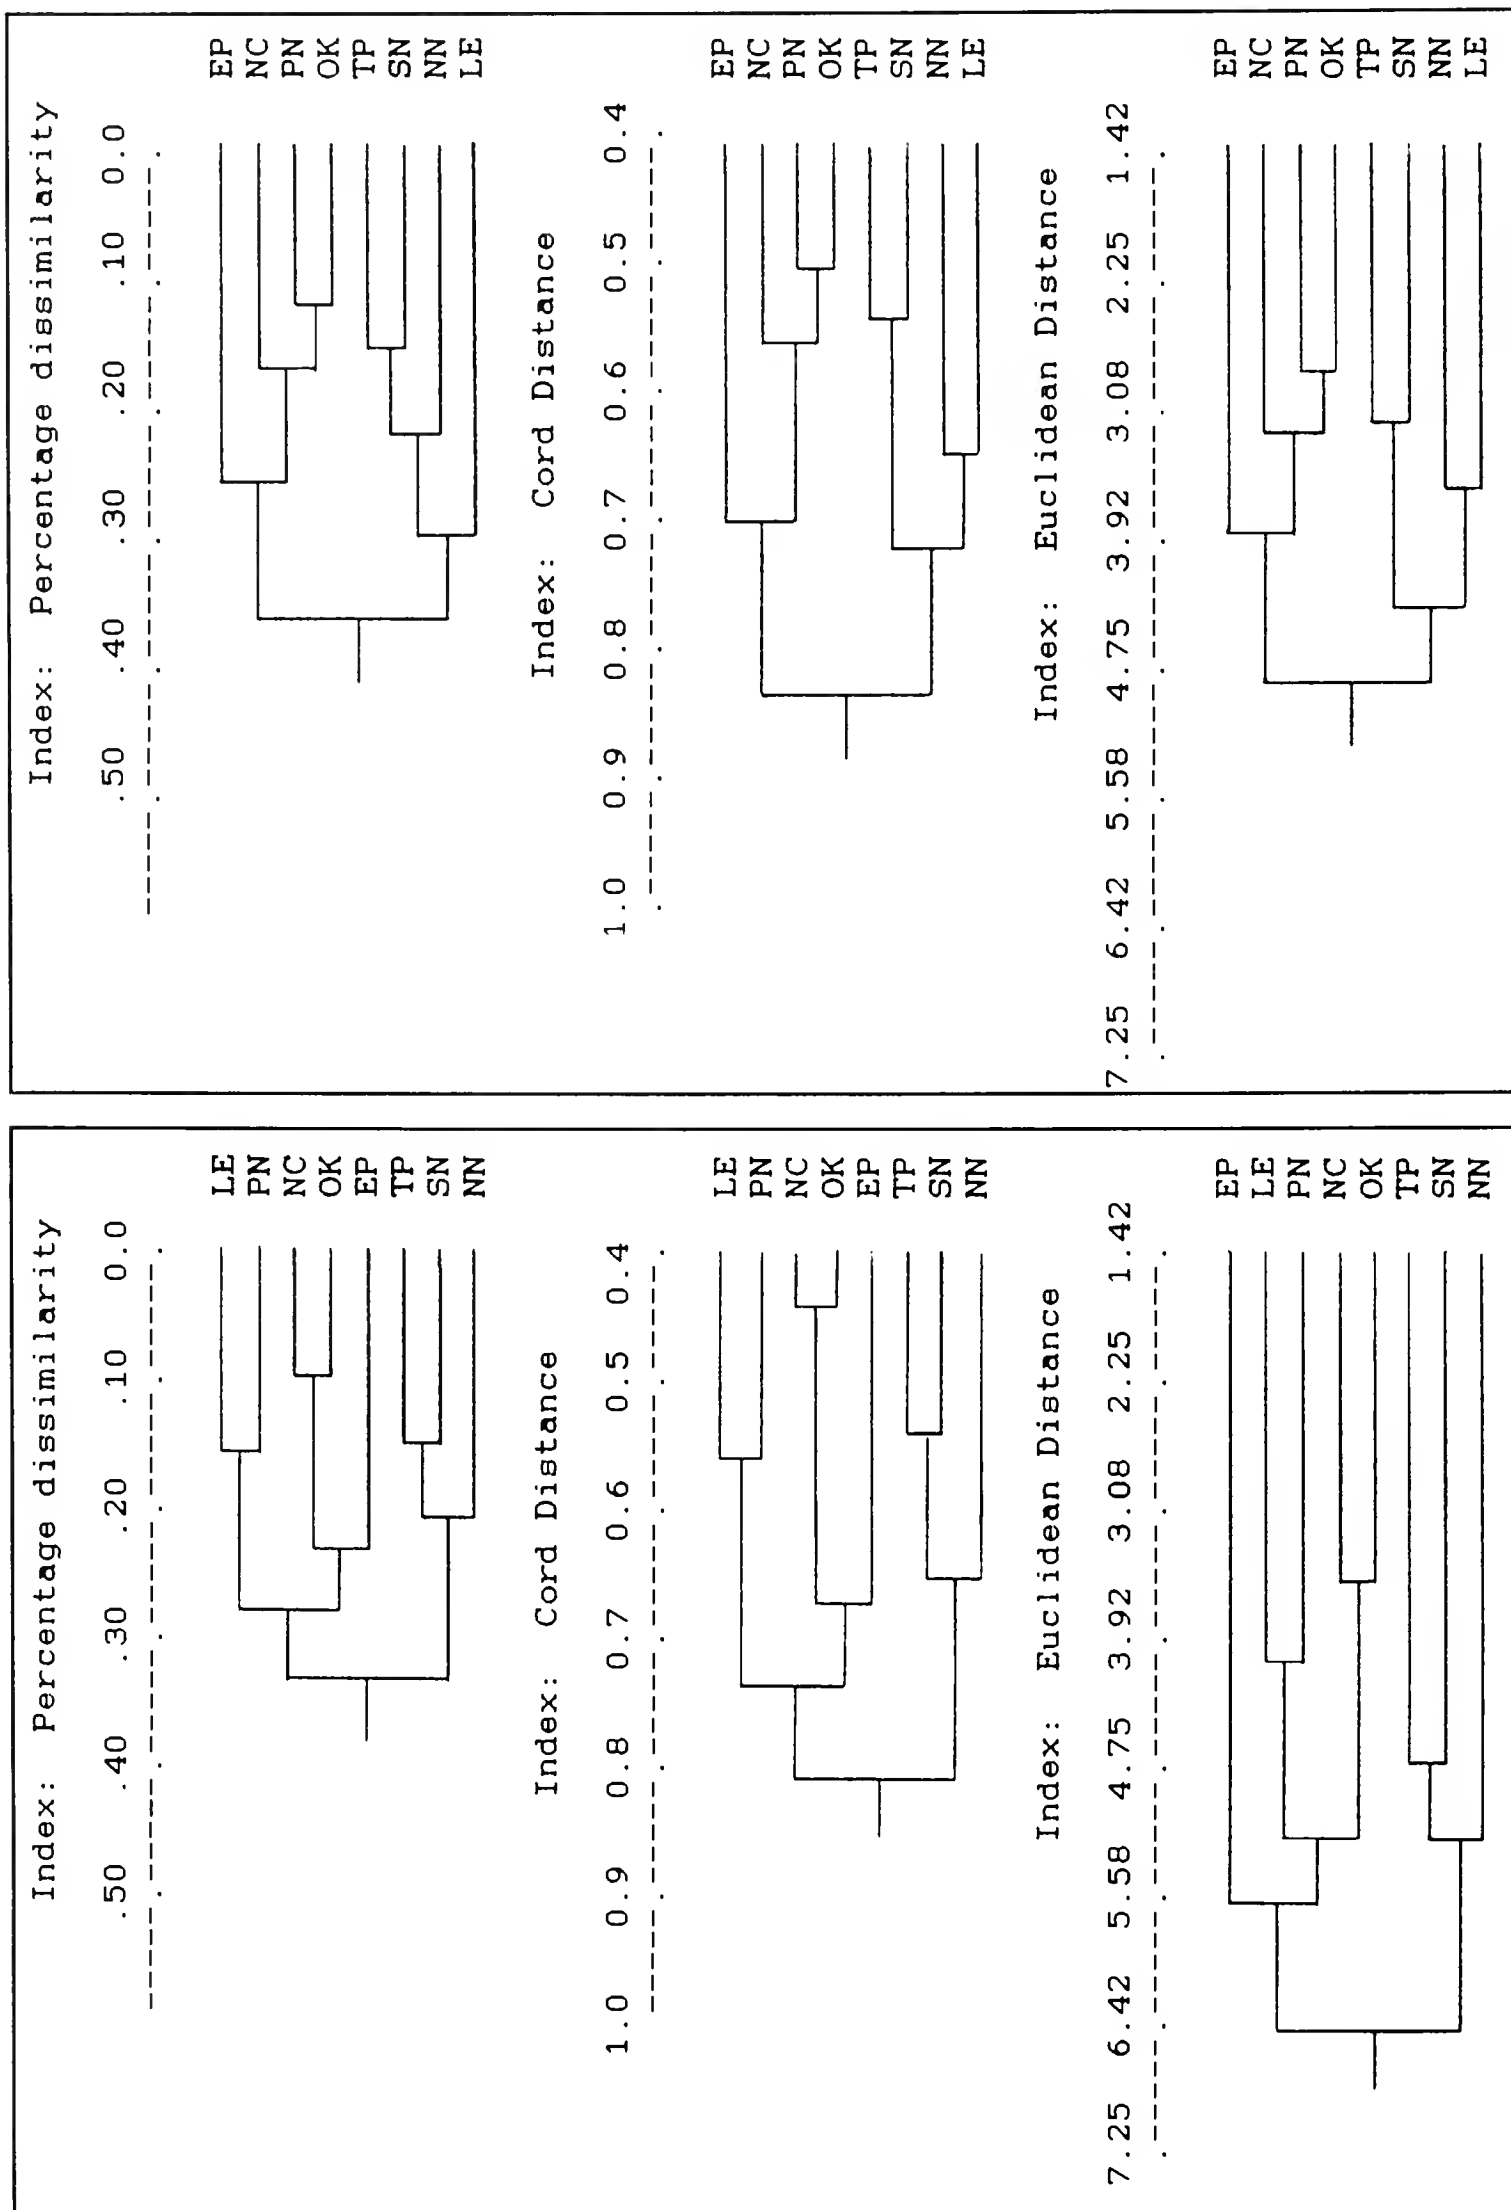 Index: Percentage dissimilarity
.50 .40 .30 .20 .10 0.0
LE
PN
NC
OK
EP
TP
SN
NN
Index: Cord Distance
1.0 0.9 0.8 0.7 0.6 0.5 0.4
LE
PN
NC
OK
EP
TP
SN
NN
Index: Euclidean Distance
7.25 6.42 5.58 4.75 3.92 3.08 2.25 1.42
EP
LE
PN
NC
OK
TP
SN
NN
Index: Percentage dissimilarity
.50 .40 .30 .20 .10 0.0
EP
NC
PN
OK
TP
SN
NN
LE
Index: Cord Distance
1.0 0.9 0.8 0.7 0.6 0.5 0.4
EP
NC
PN
OK
TP
SN
NN
LE
Index: Euclidean Distance
7.25 6.42 5.58 4.75 3.92 3.08 2.25 1.42
EP
NC
PN
OK
TP
SN
NN
LE